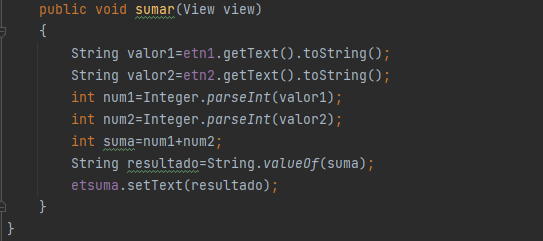 public void sumar(View view)
{
String valor1=etn1.getText().toString();
String valor2=etn2.getText().toString();
int num1=Integer.parseInt(valor1);
int num2=Integer.parseInt(valor2);
int suma=num1+num2;
String resultado=String.valueOf(suma);
etsuma.setText(resultado);
}
}